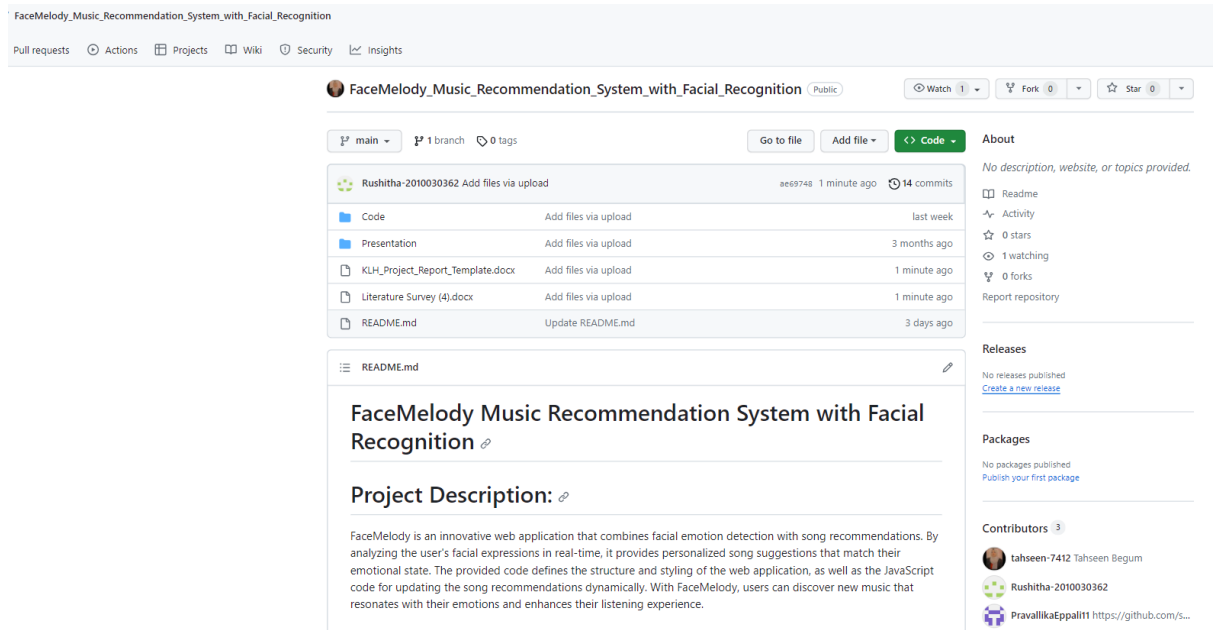 FaceMelody_Music_Recommendation_System_with_Facial_Recognition
Pull requests Actions Projects Wiki Security Insights
FaceMelody_Music_Recommendation_System_with_Facial_Recognition Public
Watch 1 Fork 0 Star 0
main 1 branch 0 tags Go to file Add file <> Code
Rushitha-2010030362 Add files via upload ae69748 1 minute ago 14 commits
Code Add files via upload last week
Presentation Add files via upload 3 months ago
KLH_Project_Report_Template.docx Add files via upload 1 minute ago
Literature Survey (4).docx Add files via upload 1 minute ago
README.md Update README.md 3 days ago
README.md
FaceMelody Music Recommendation System with Facial
Recognition
Project Description:
FaceMelody is an innovative web application that combines facial emotion detection with song recommendations. By
analyzing the user's facial expressions in real-time, it provides personalized song suggestions that match their
emotional state. The provided code defines the structure and styling of the web application, as well as the JavaScript
code for updating the song recommendations dynamically. With FaceMelody, users can discover new music that
resonates with their emotions and enhances their listening experience.
About
No description, website, or topics provided.
Readme
Activity
0 stars
1 watching
0 forks
Report repository
Releases
No releases published
Create a new release
Packages
No packages published
Publish your first package
Contributors 3
tahseen-7412 Tahseen Begum
Rushitha-2010030362
PravallikaEppali11 https://github.com/s...